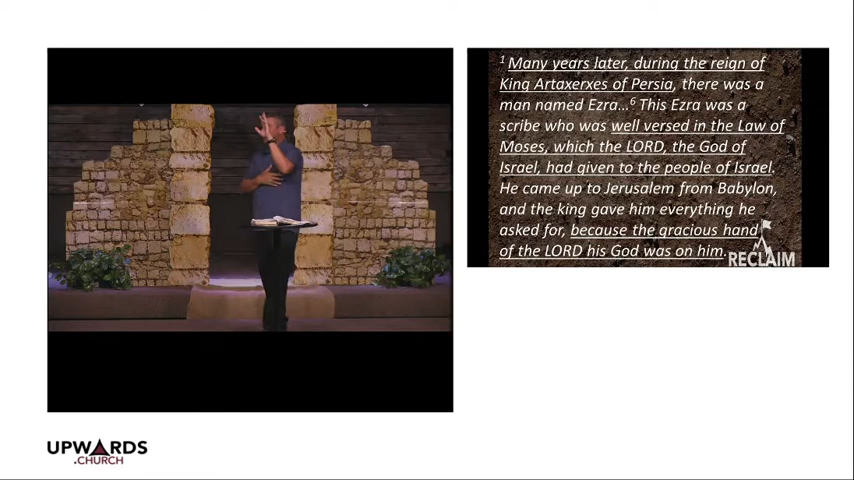 ¹ Many years later, during the reign of
King Artaxerxes of Persia, there was a
man named Ezra...⁶ This Ezra was a
scribe who was well versed in the Law of
Moses, which the LORD, the God of
Israel, had given to the people of Israel.
He came up to Jerusalem from Babylon,
and the king gave him everything he
asked for, because the gracious hand
of the LORD his God was on him.
RECLAIM
UPWARDS
.CHURCH